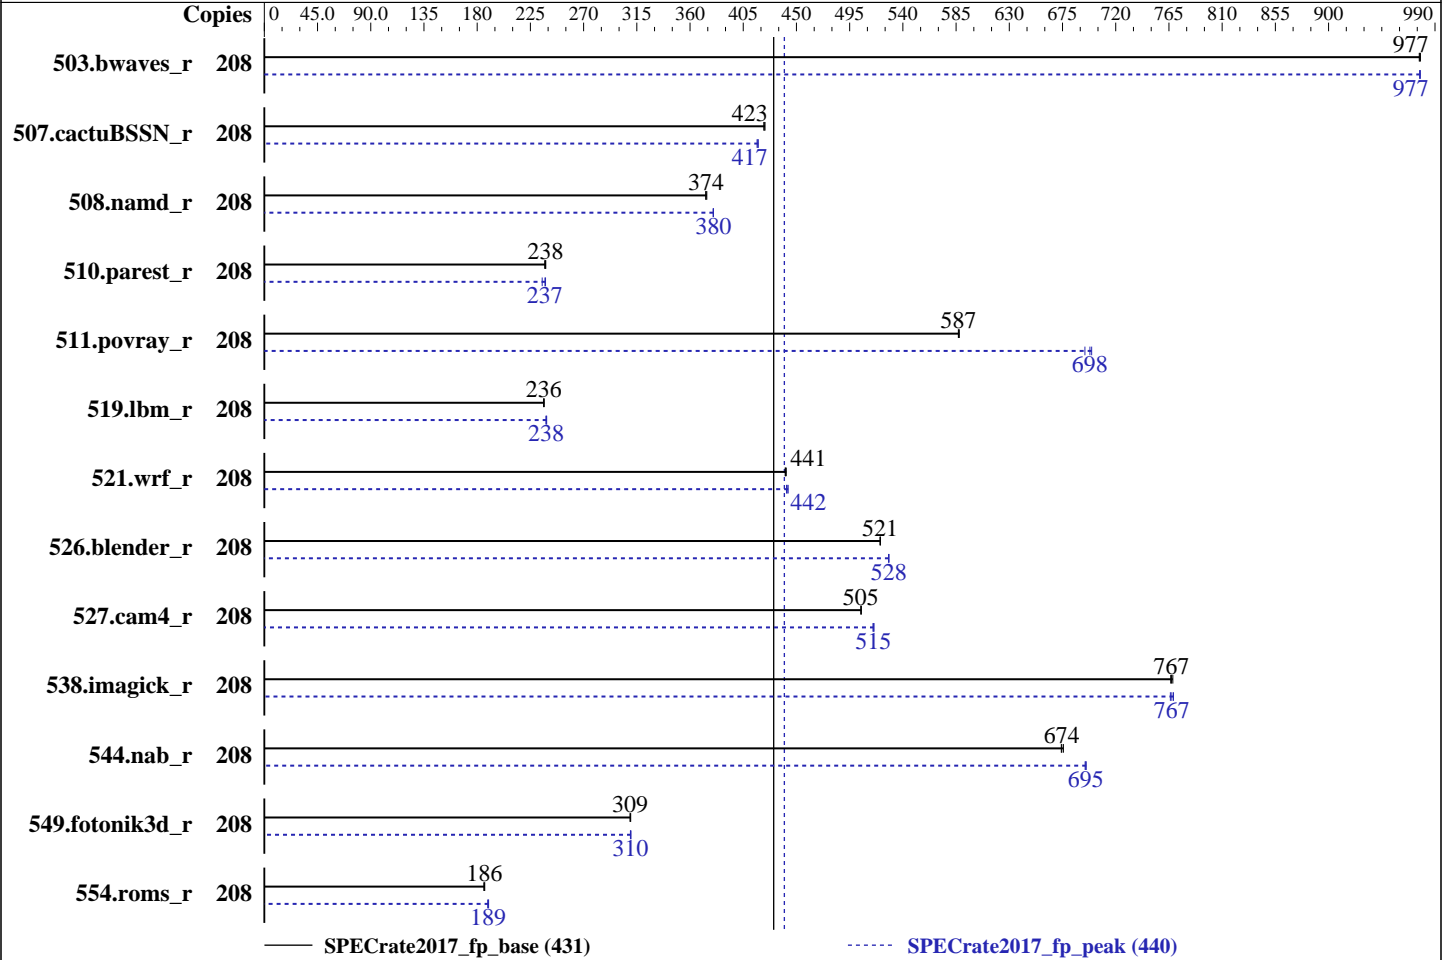 Copies 0 45.0 90.0 135 180 225 270 315 360 405 450 495 540 585 630 675 720 765 810 855 900 990
503.bwaves_r 208 977
977
507.cactuBSSN_r 208 423
417
508.namd_r 208 374
380
510.parest_r 208 238
237
511.povray_r 208 587
698
519.lbm_r 208 236
238
521.wrf_r 208 441
442
526.blender_r 208 521
528
527.cam4_r 208 505
515
538.imagick_r 208 767
767
544.nab_r 208 674
695
549.fotonik3d_r 208 309
310
554.roms_r 208 186
189
SPECrate2017_fp_base (431) SPECrate2017_fp_peak (440)